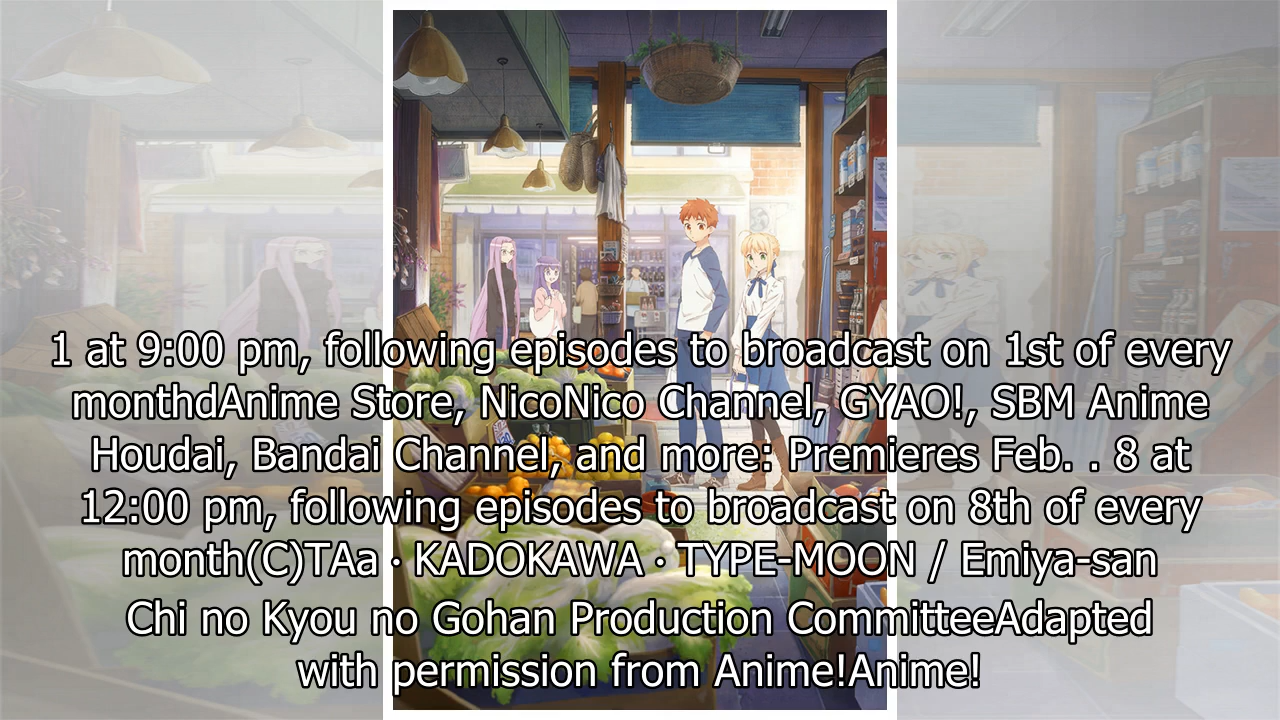 1 at 9:00 pm, following episodes to broadcast on 1st of every
monthdAnime Store, NicoNico Channel, GYAO!, SBM Anime
Houdai, Bandai Channel, and more: Premieres Feb. . 8 at
12:00 pm, following episodes to broadcast on 8th of every
month(C)TAa · KADOKAWA · TYPE-MOON / Emiya-san
Chi no Kyou no Gohan Production CommitteeAdapted
with permission from Anime!Anime!